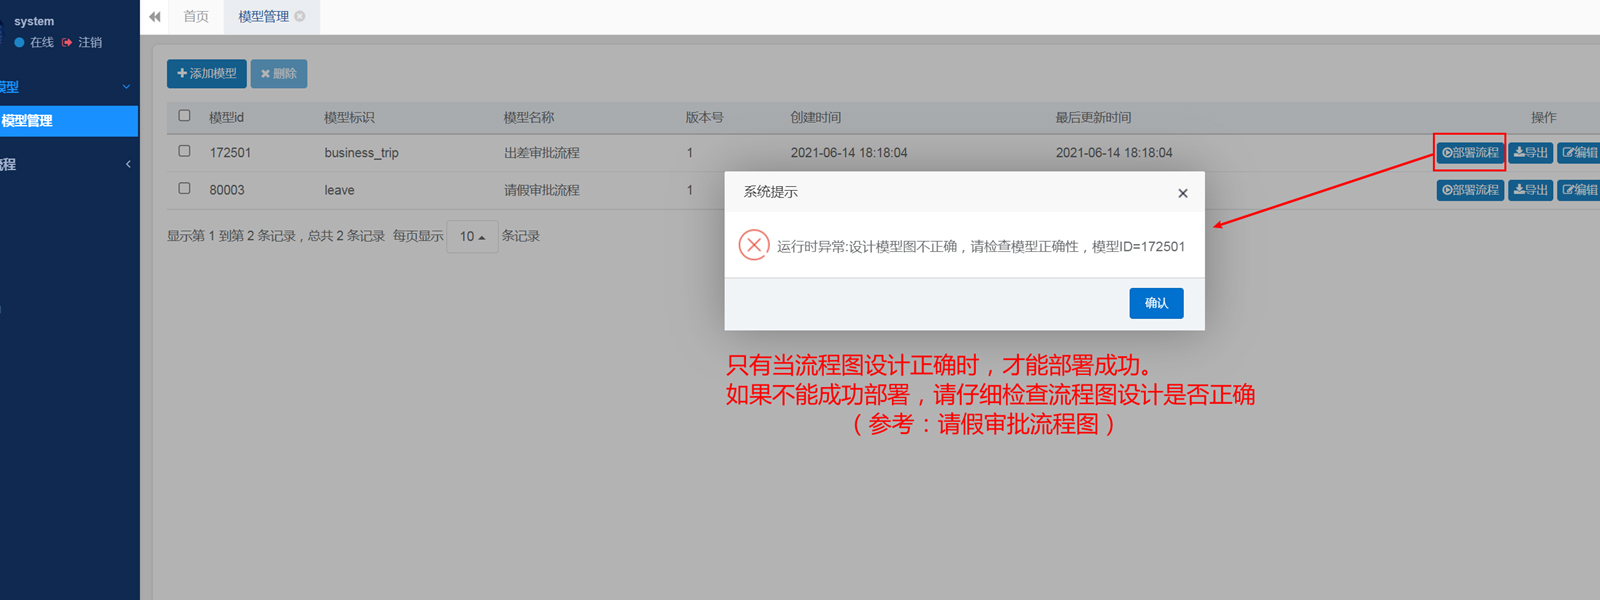 system
在线 注销
首页 模型管理
模型
模型管理
流程
添加模型 删除
模型id 模型标识 模型名称 版本号 创建时间 最后更新时间 操作
172501 business_trip 出差审批流程 1 2021-06-14 18:18:04 2021-06-14 18:18:04 部署流程 导出 编辑
80003 leave 请假审批流程 1 部署流程 导出 编辑
显示第 1 到第 2 条记录，总共 2 条记录 每页显示 10 条记录
系统提示
运行时异常:设计模型图不正确，请检查模型正确性，模型ID=172501
确认
只有当流程图设计正确时，才能部署成功。
如果不能成功部署，请仔细检查流程图设计是否正确
（参考：请假审批流程图）